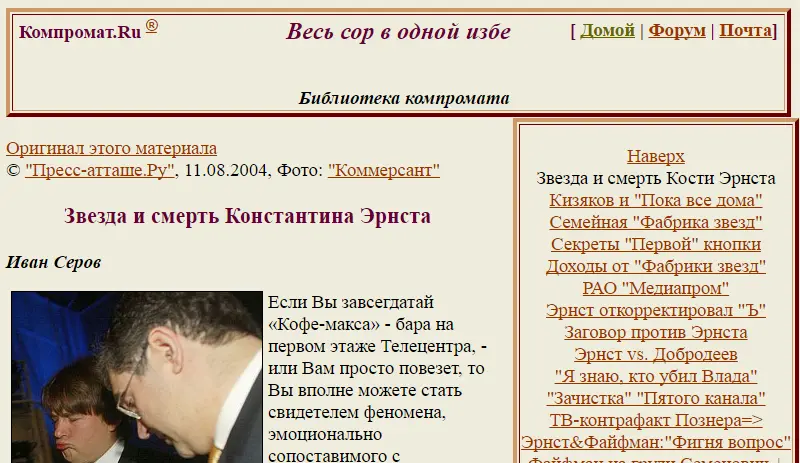 Компромат.Ru ®
Весь сор в одной избе
[ Домой | Форум | Почта]
Библиотека компромата
Оригинал этого материала
© "Пресс-атташе.Ру", 11.08.2004, Фото: "Коммерсант"
Звезда и смерть Константина Эрнста
Иван Серов
Если Вы завсегдатай
«Кофе-макса» - бара на
первом этаже Телецентра, -
или Вам просто повезет, то
Вы вполне можете стать
свидетелем феномена,
эмоционально
сопоставимого с
Наверх
Звезда и смерть Кости Эрнста
Кизяков и "Пока все дома"
Семейная "Фабрика звезд"
Секреты "Первой" кнопки
Доходы от "Фабрики звезд"
РАО "Медиапром"
Эрнст откорректировал "Ъ"
Заговор против Эрнста
Эрнст vs. Добродеев
"Я знаю, кто убил Влада"
"Зачистка" "Пятого канала"
ТВ-контрафакт Познера=>
Эрнст&Файфман:"Фигня вопрос"